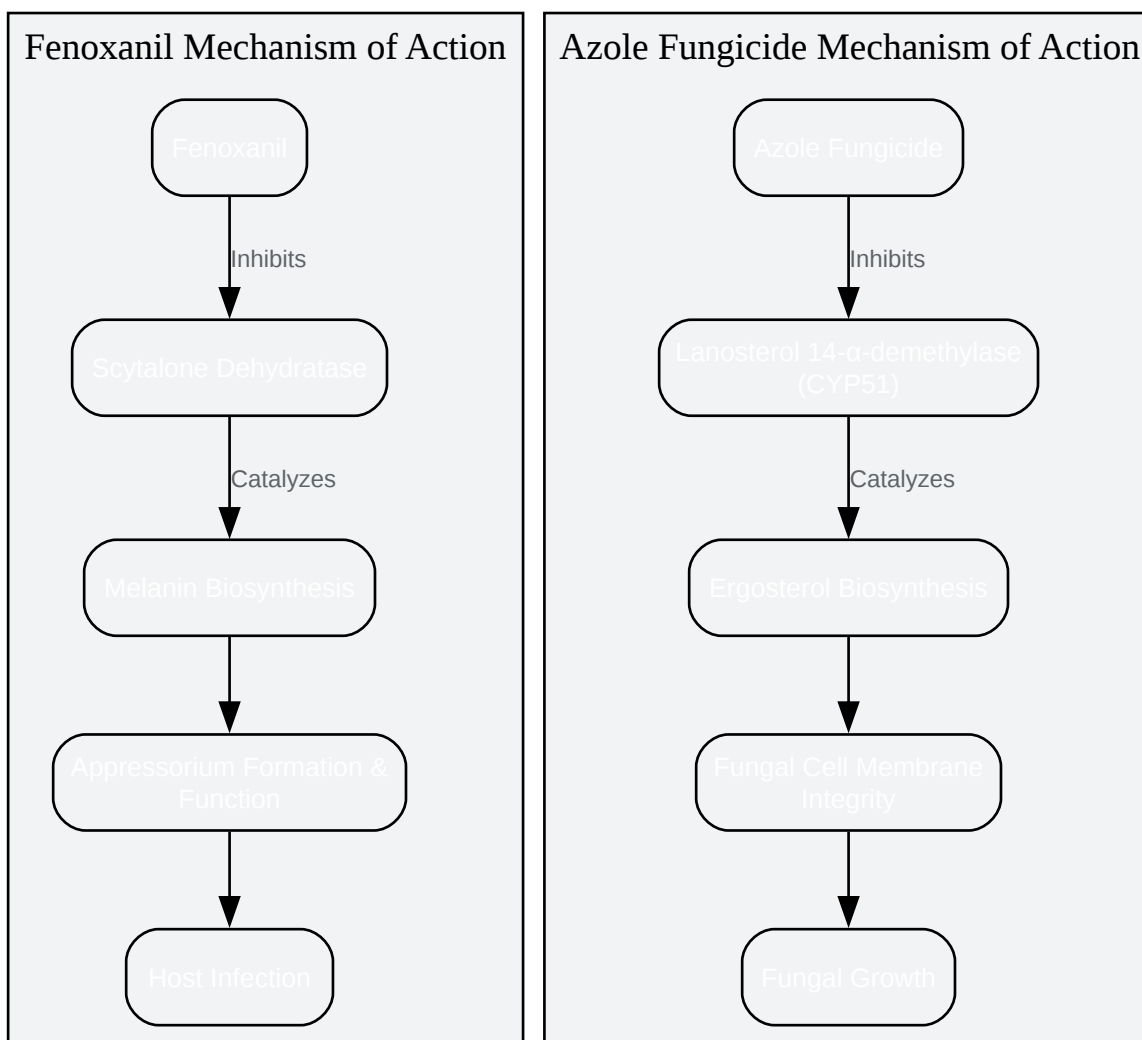 Fenoxanil Mechanism of Action
Fenoxanil
Inhibits
Scytalone Dehydratase
Catalyzes
Melanin Biosynthesis
Appressorium Formation &
Function
Host Infection
Azole Fungicide Mechanism of Action
Azole Fungicide
Inhibits
Lanosterol 14-α-demethylase
(CYP51)
Catalyzes
Ergosterol Biosynthesis
Fungal Cell Membrane
Integrity
Fungal Growth